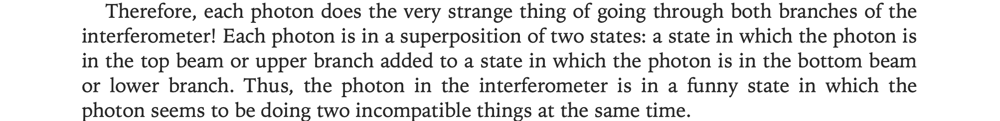 Therefore, each photon does the very strange thing of going through both branches of the
interferometer! Each photon is in a superposition of two states: a state in which the photon is
in the top beam or upper branch added to a state in which the photon is in the bottom beam
or lower branch. Thus, the photon in the interferometer is in a funny state in which the
photon seems to be doing two incompatible things at the same time.